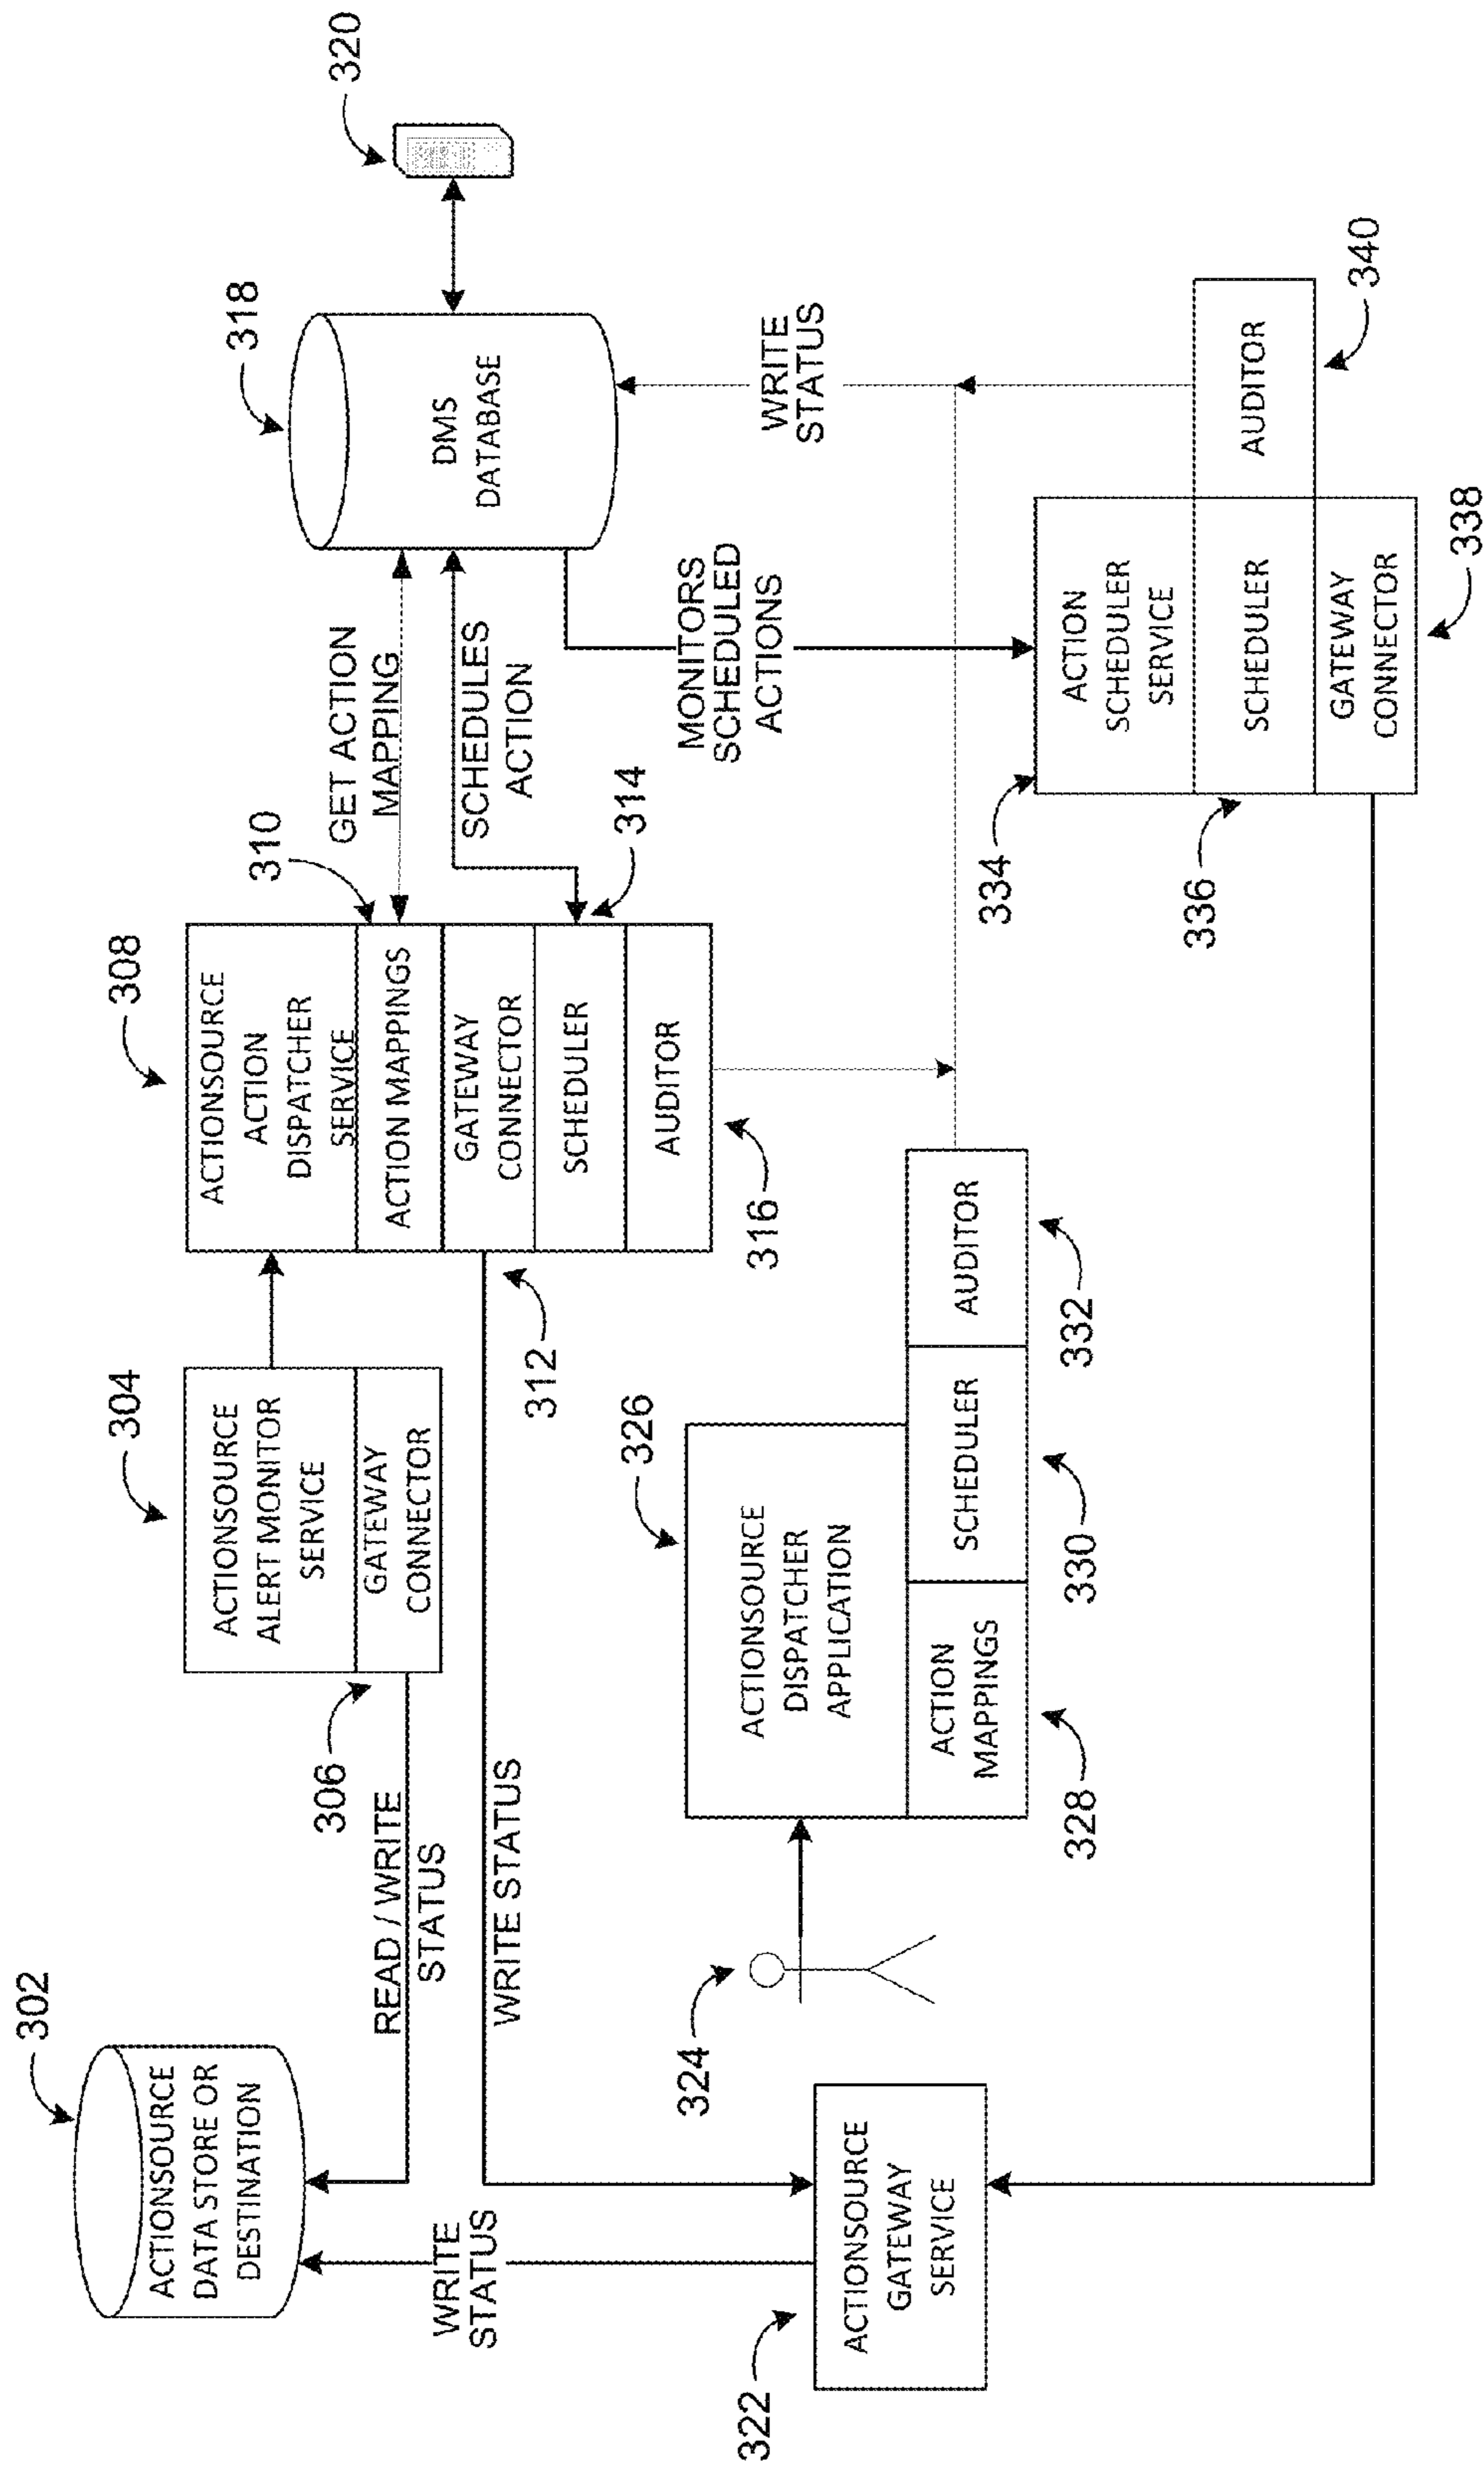 302
ACTIONSOURCE
DATA STORE OR
DESTINATION
READ / WRITE
STATUS
306
304
ACTIONSOURCE
ALERT MONITOR
SERVICE
GATEWAY
CONNECTOR
308
ACTIONSOURCE
ACTION
DISPATCHER
SERVICE
ACTION MAPPINGS
GATEWAY
CONNECTOR
SCHEDULER
AUDITOR
310
312
314
316
GET ACTION
MAPPING
SCHEDULES
ACTION
318
DMS
DATABASE
320
WRITE
STATUS
WRITE STATUS
322
ACTIONSOURCE
GATEWAY
SERVICE
324
326
ACTIONSOURCE
DISPATCHER
APPLICATION
ACTION
MAPPINGS
SCHEDULER
AUDITOR
328
330
332
MONITORS
SCHEDULED
ACTIONS
WRITE
STATUS
334
ACTION
SCHEDULER
SERVICE
SCHEDULER
AUDITOR
GATEWAY
CONNECTOR
336
338
340